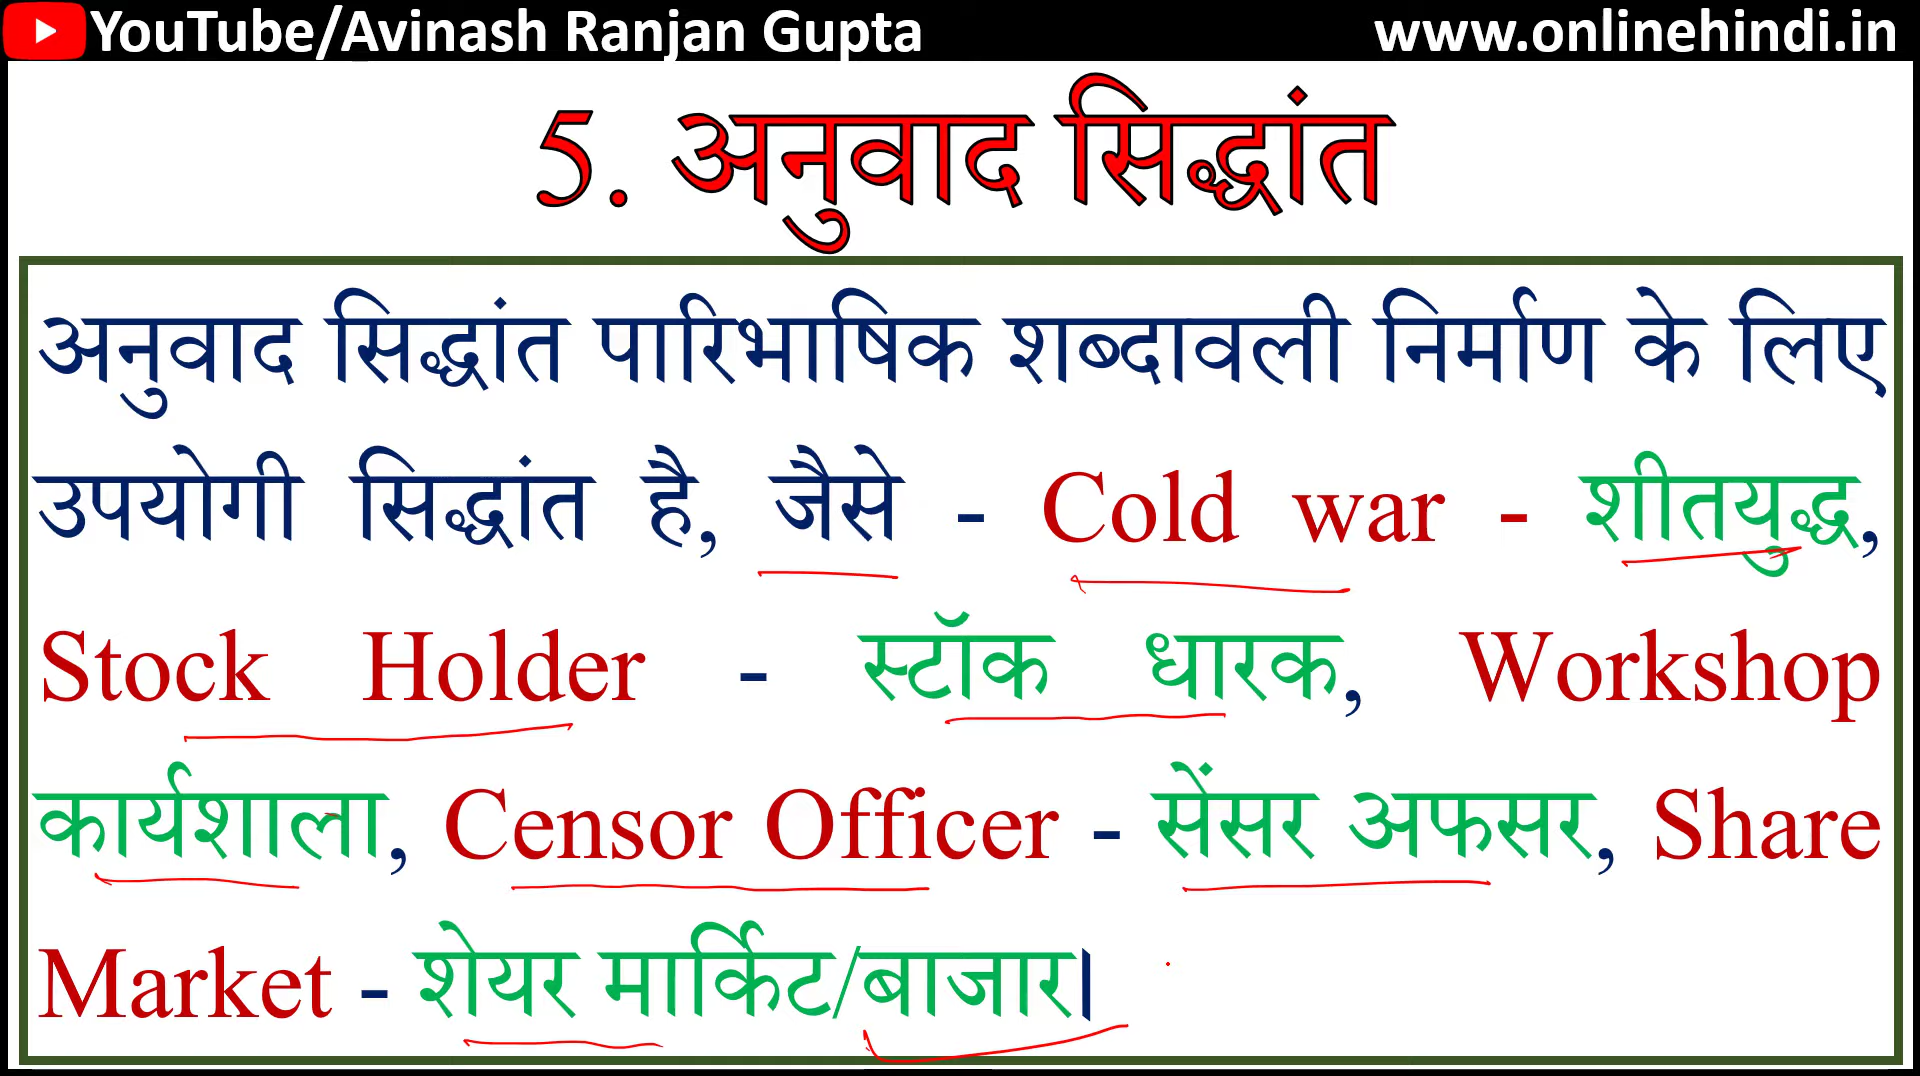 YouTube/Avinash Ranjan Gupta www.onlinehindi.in
5. अनुवाद सिद्धांत
अनुवाद सिद्धांत पारिभाषिक शब्दावली निर्माण के लिए
उपयोगी सिद्धांत है, जैसे - Cold war - शीतयुद्ध,
Stock Holder - स्टॉक धारक, Workshop
कार्यशाला, Censor Officer - सेंसर अफसर, Share
Market - शेयर मार्किट/बाजार।